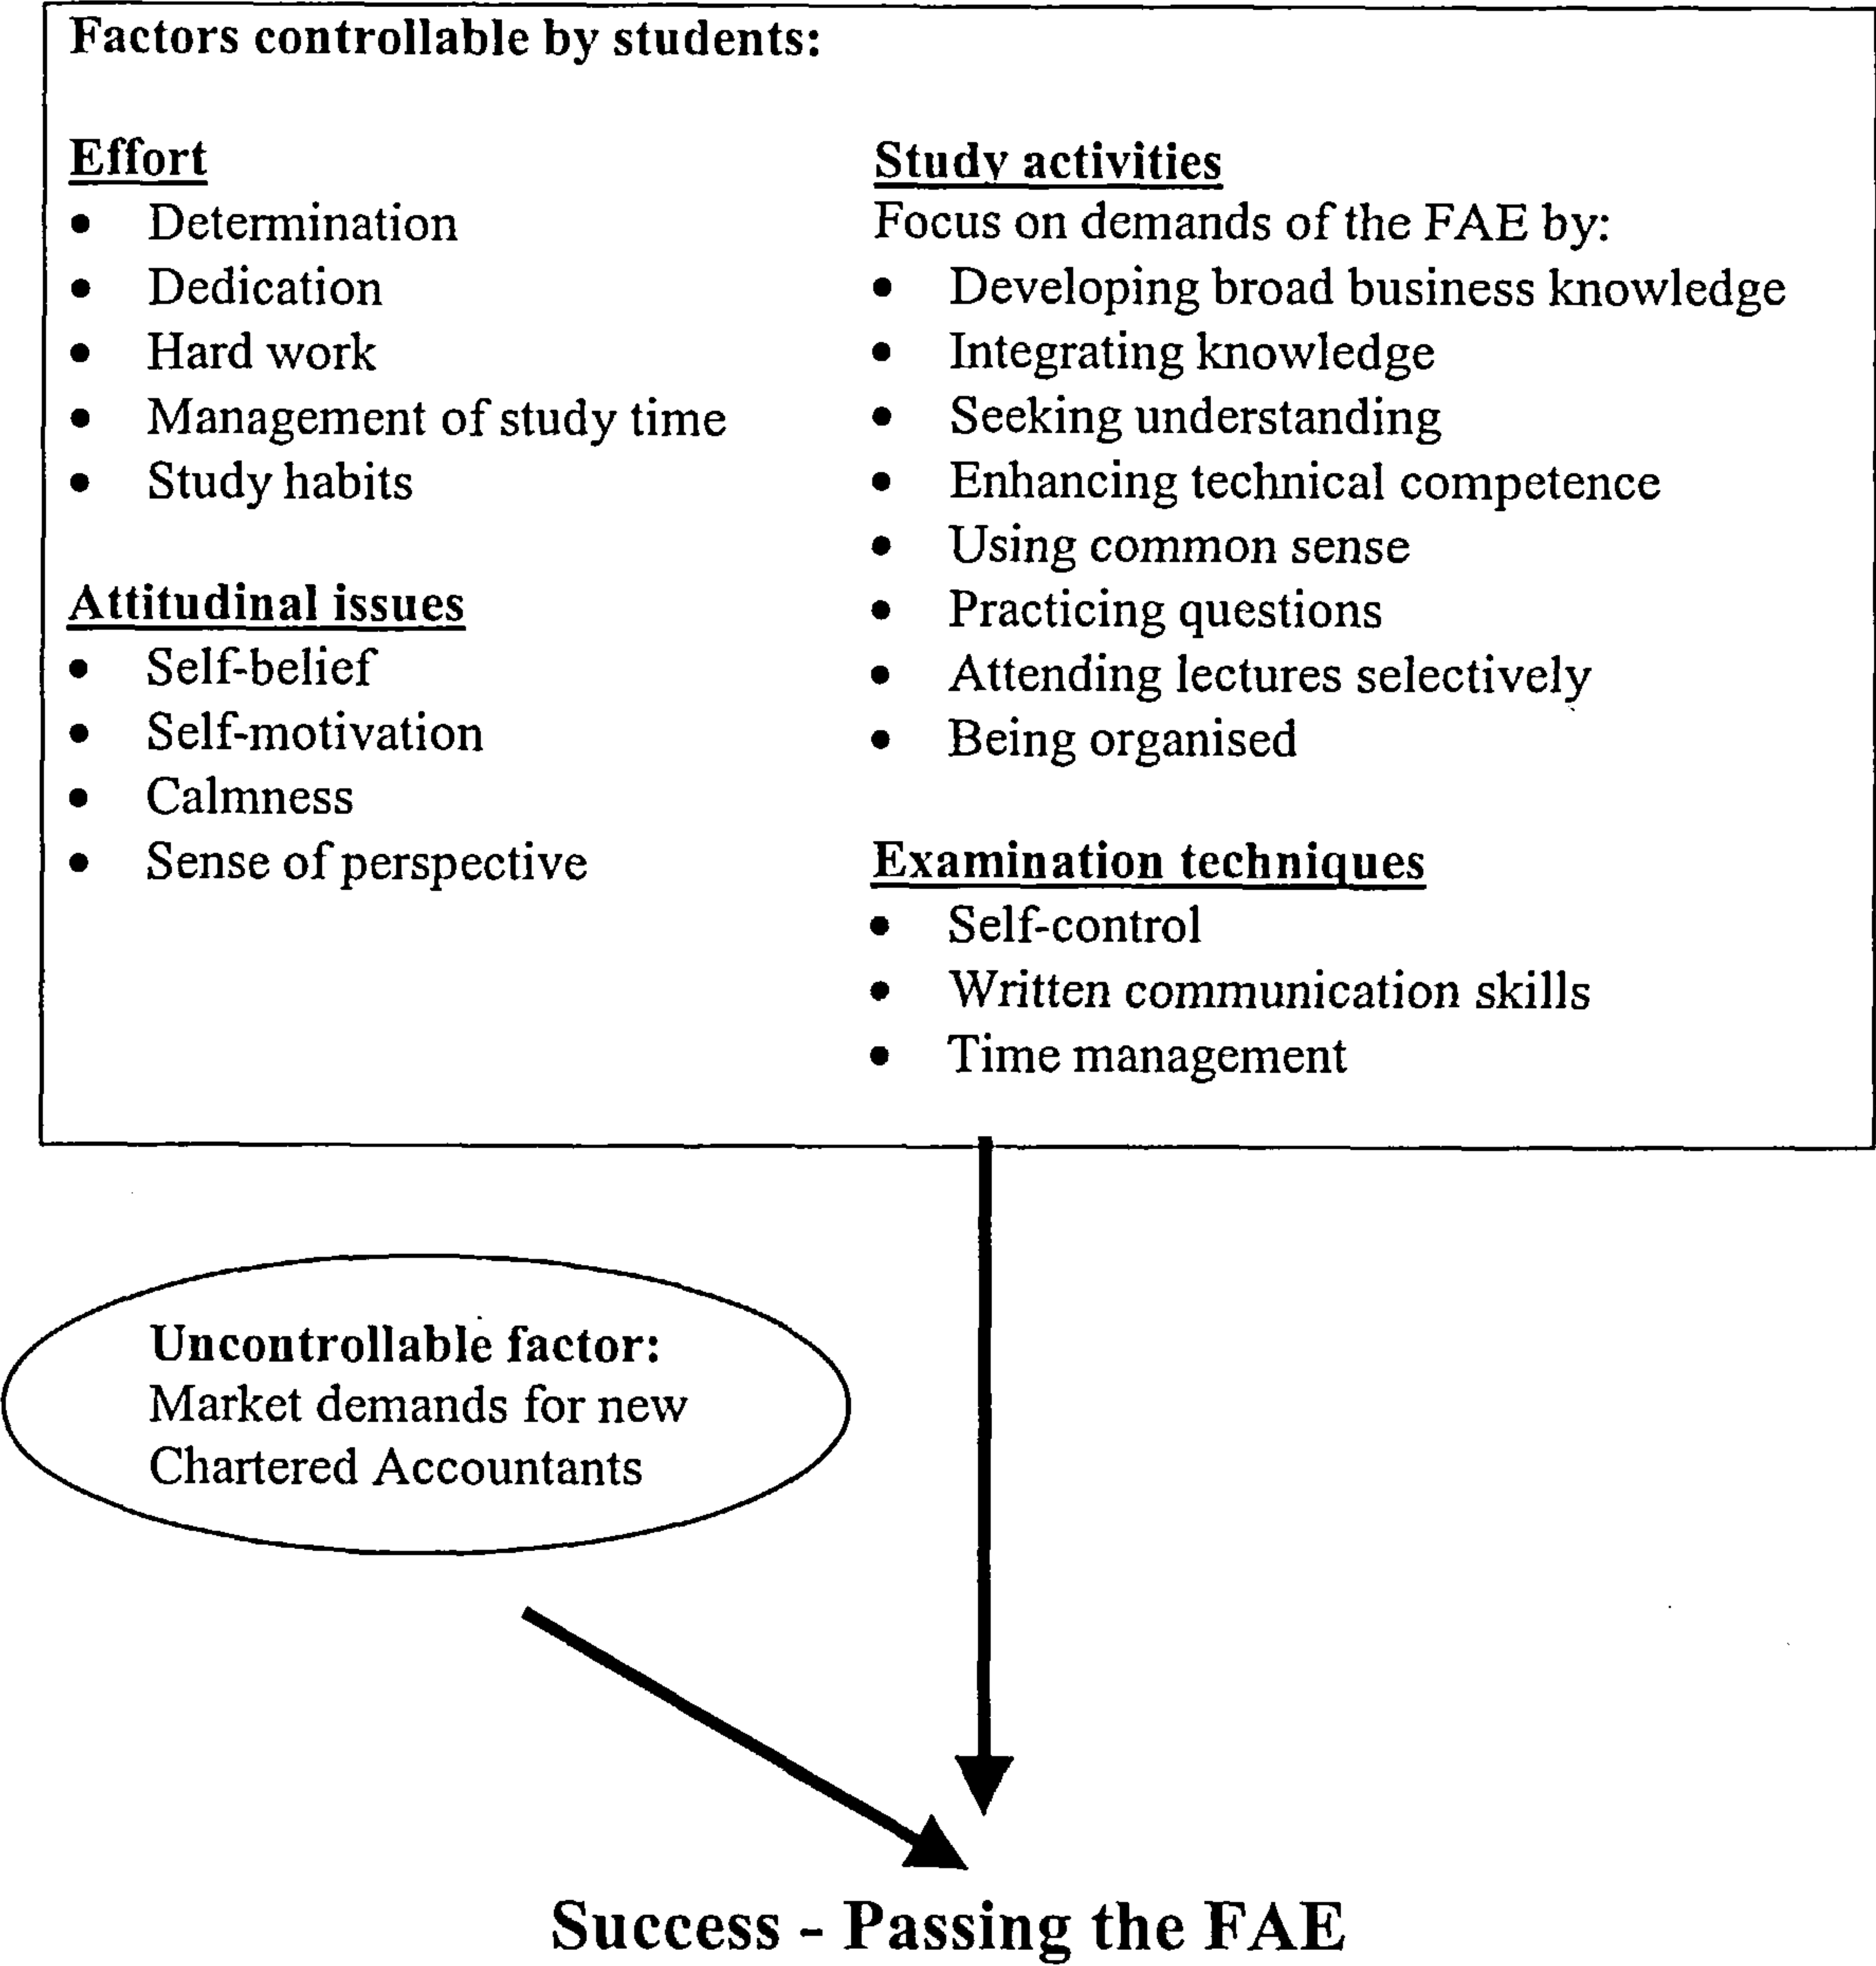 Factors controllable by students:
Effort
• Determination
• Dedication
• Hard work
• Management of study time
• Study habits
Attitudinal issues
• Self-belief
• Self-motivation
• Calmness
• Sense of perspective
Study activities
Focus on demands of the FAE by:
• Developing broad business knowledge
• Integrating knowledge
• Seeking understanding
• Enhancing technical competence
• Using common sense
• Practicing questions
• Attending lectures selectively
• Being organised
Examination techniques
• Self-control
• Written communication skills
• Time management
Uncontrollable factor:
Market demands for new
Chartered Accountants
Success - Passing the FAE